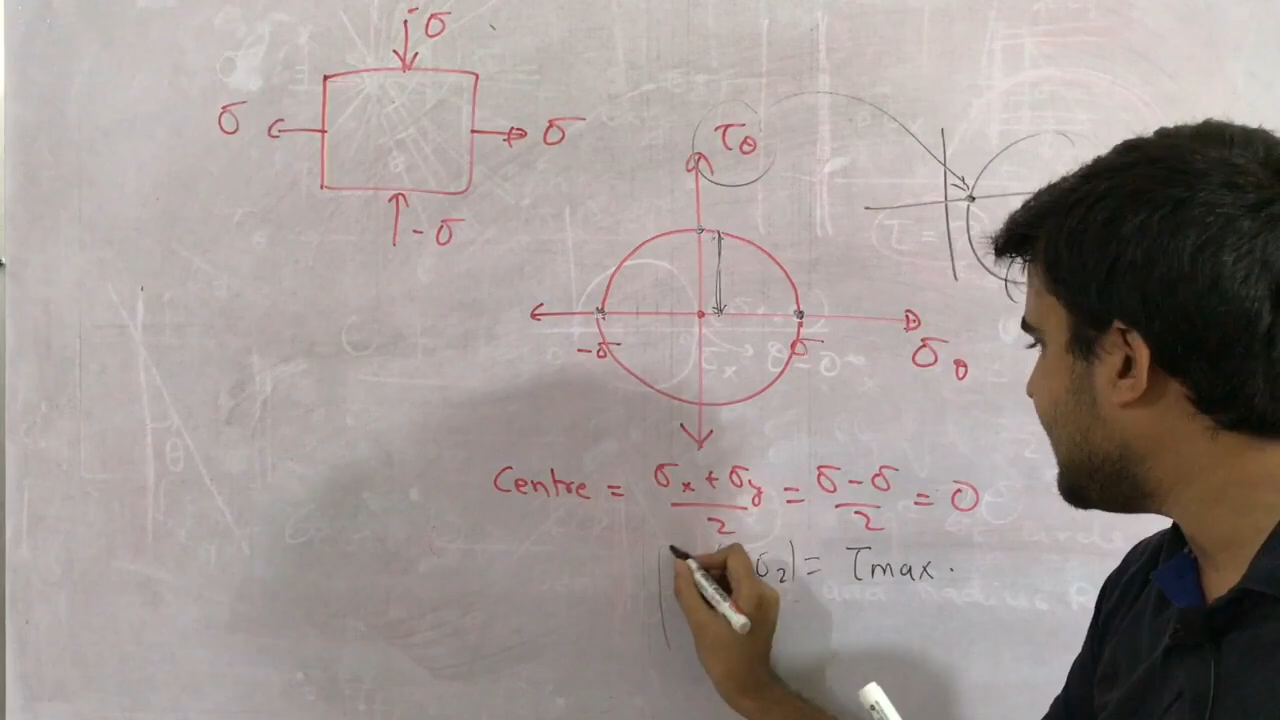 -σ
σ
σ
-σ
τθ
-σ
σ
σθ
Centre = σx + σy / 2 = σ - σ / 2 = 0
σ2| = τmax.